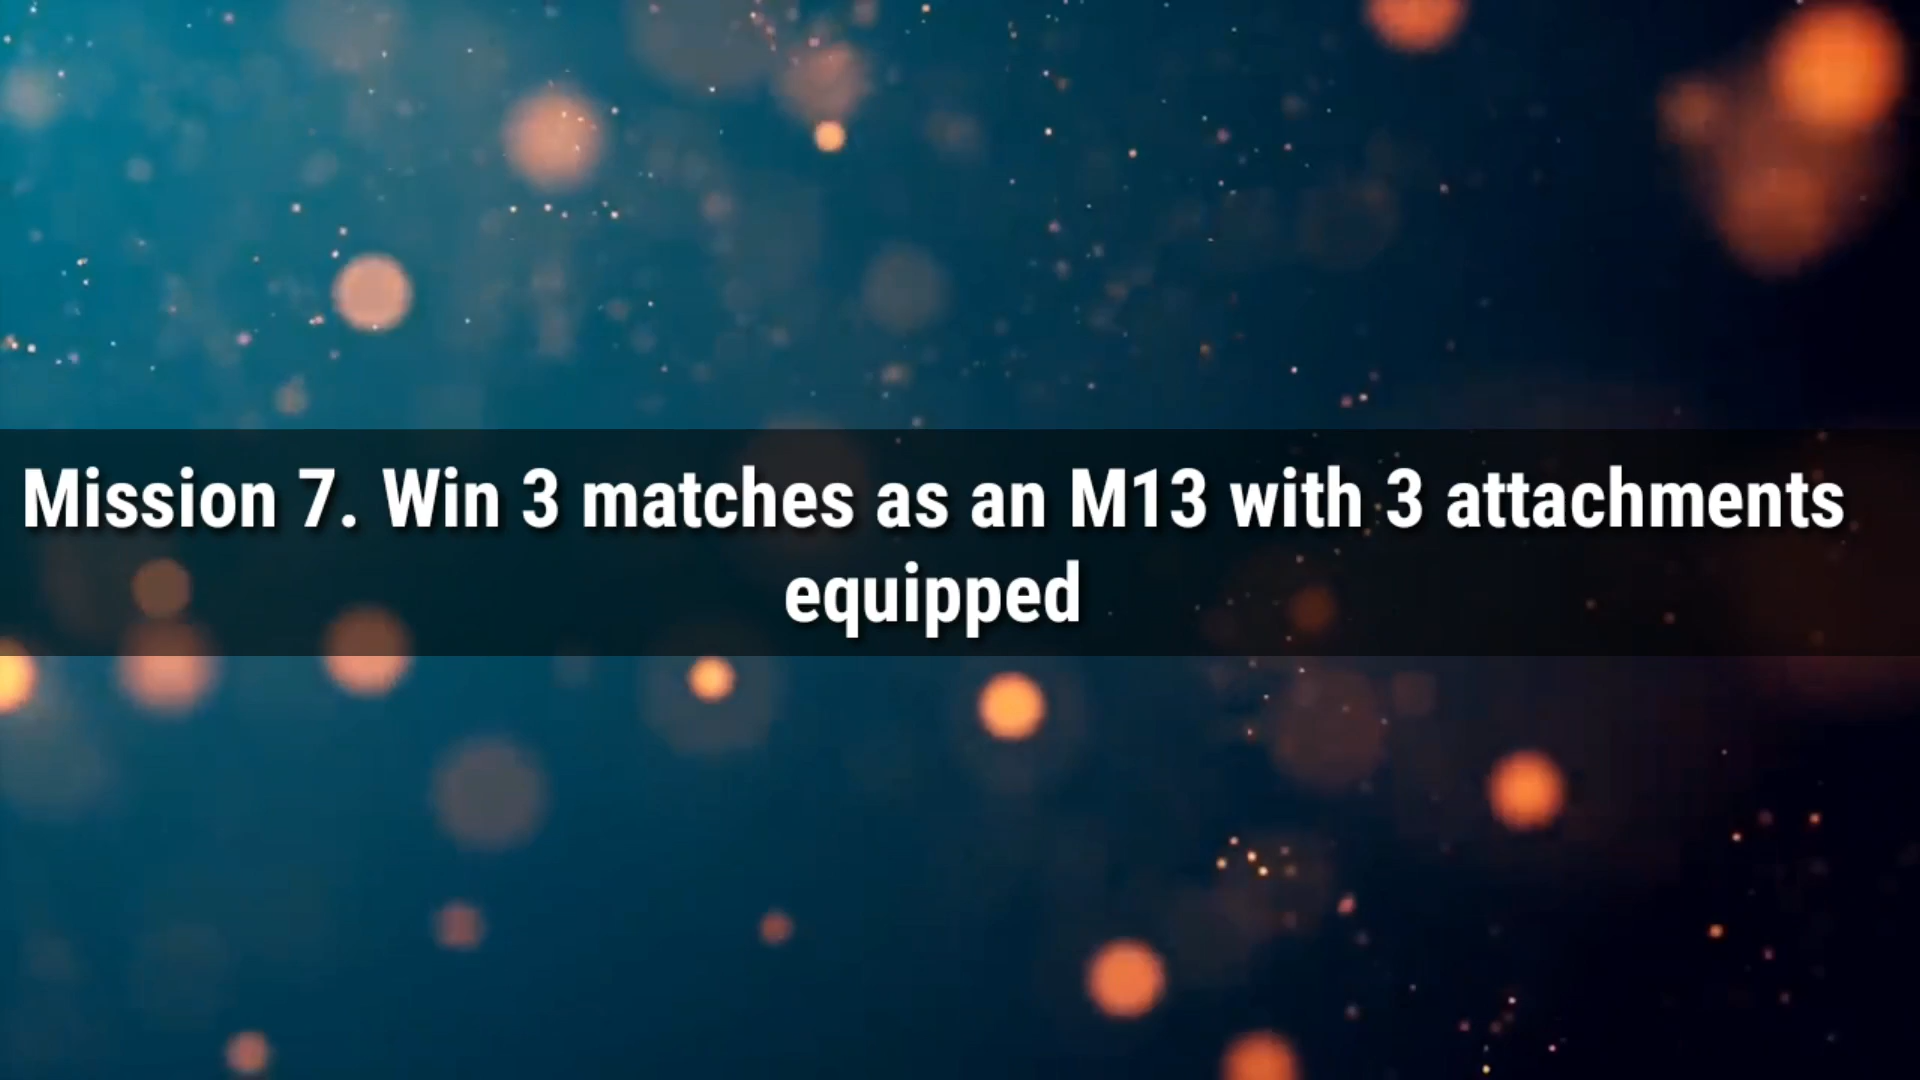 Mission 7. Win 3 matches as an M13 with 3 attachments
equipped